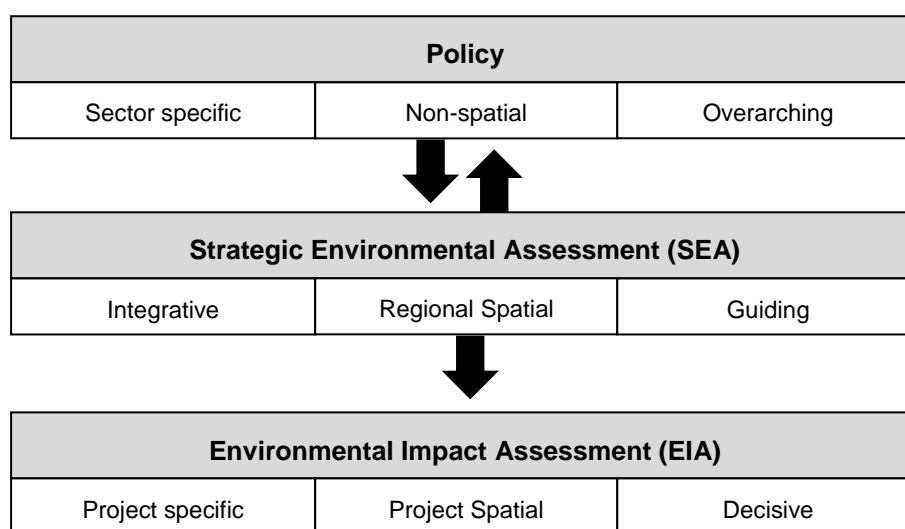 Policy
Sector specific Non-spatial Overarching
Strategic Environmental Assessment (SEA)
Integrative Regional Spatial Guiding
Environmental Impact Assessment (EIA)
Project specific Project Spatial Decisive